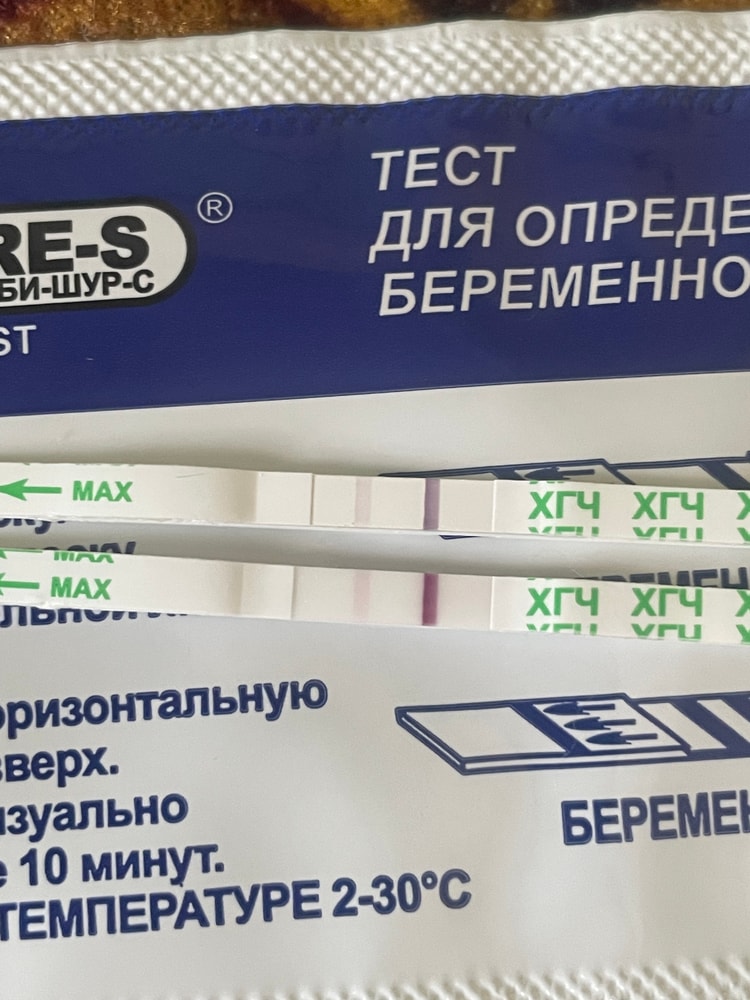 RE-S
®
БИ-ШУР-С
ST
ТЕСТ
ДЛЯ ОПРЕДЕ
БЕРЕМЕННО
MAX
ХГЧ ХГЧ
MAX
ХГЧ ХГЧ
оризонтальную
вверх.
изуально
е 10 минут.
ТЕМПЕРАТУРЕ 2-30°C
БЕРЕМЕН